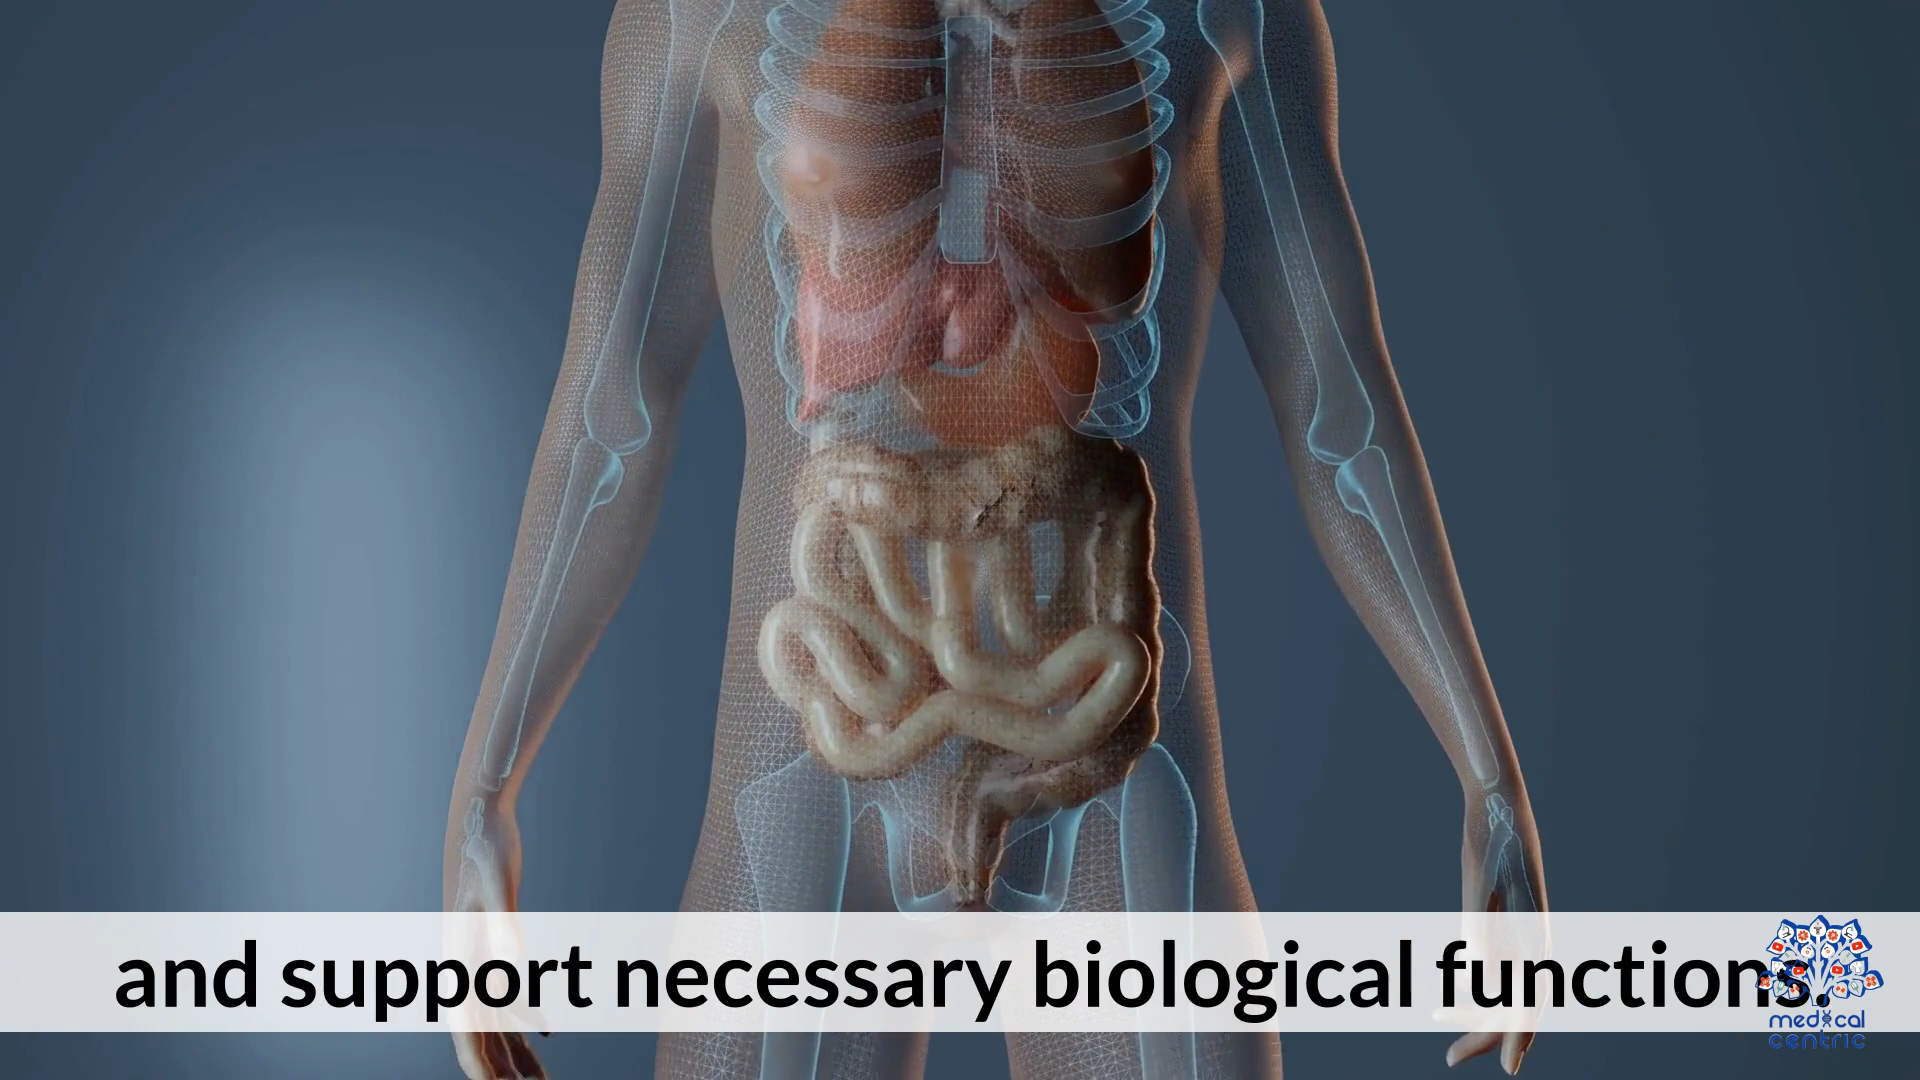 and support necessary biological functions.
medical
centric